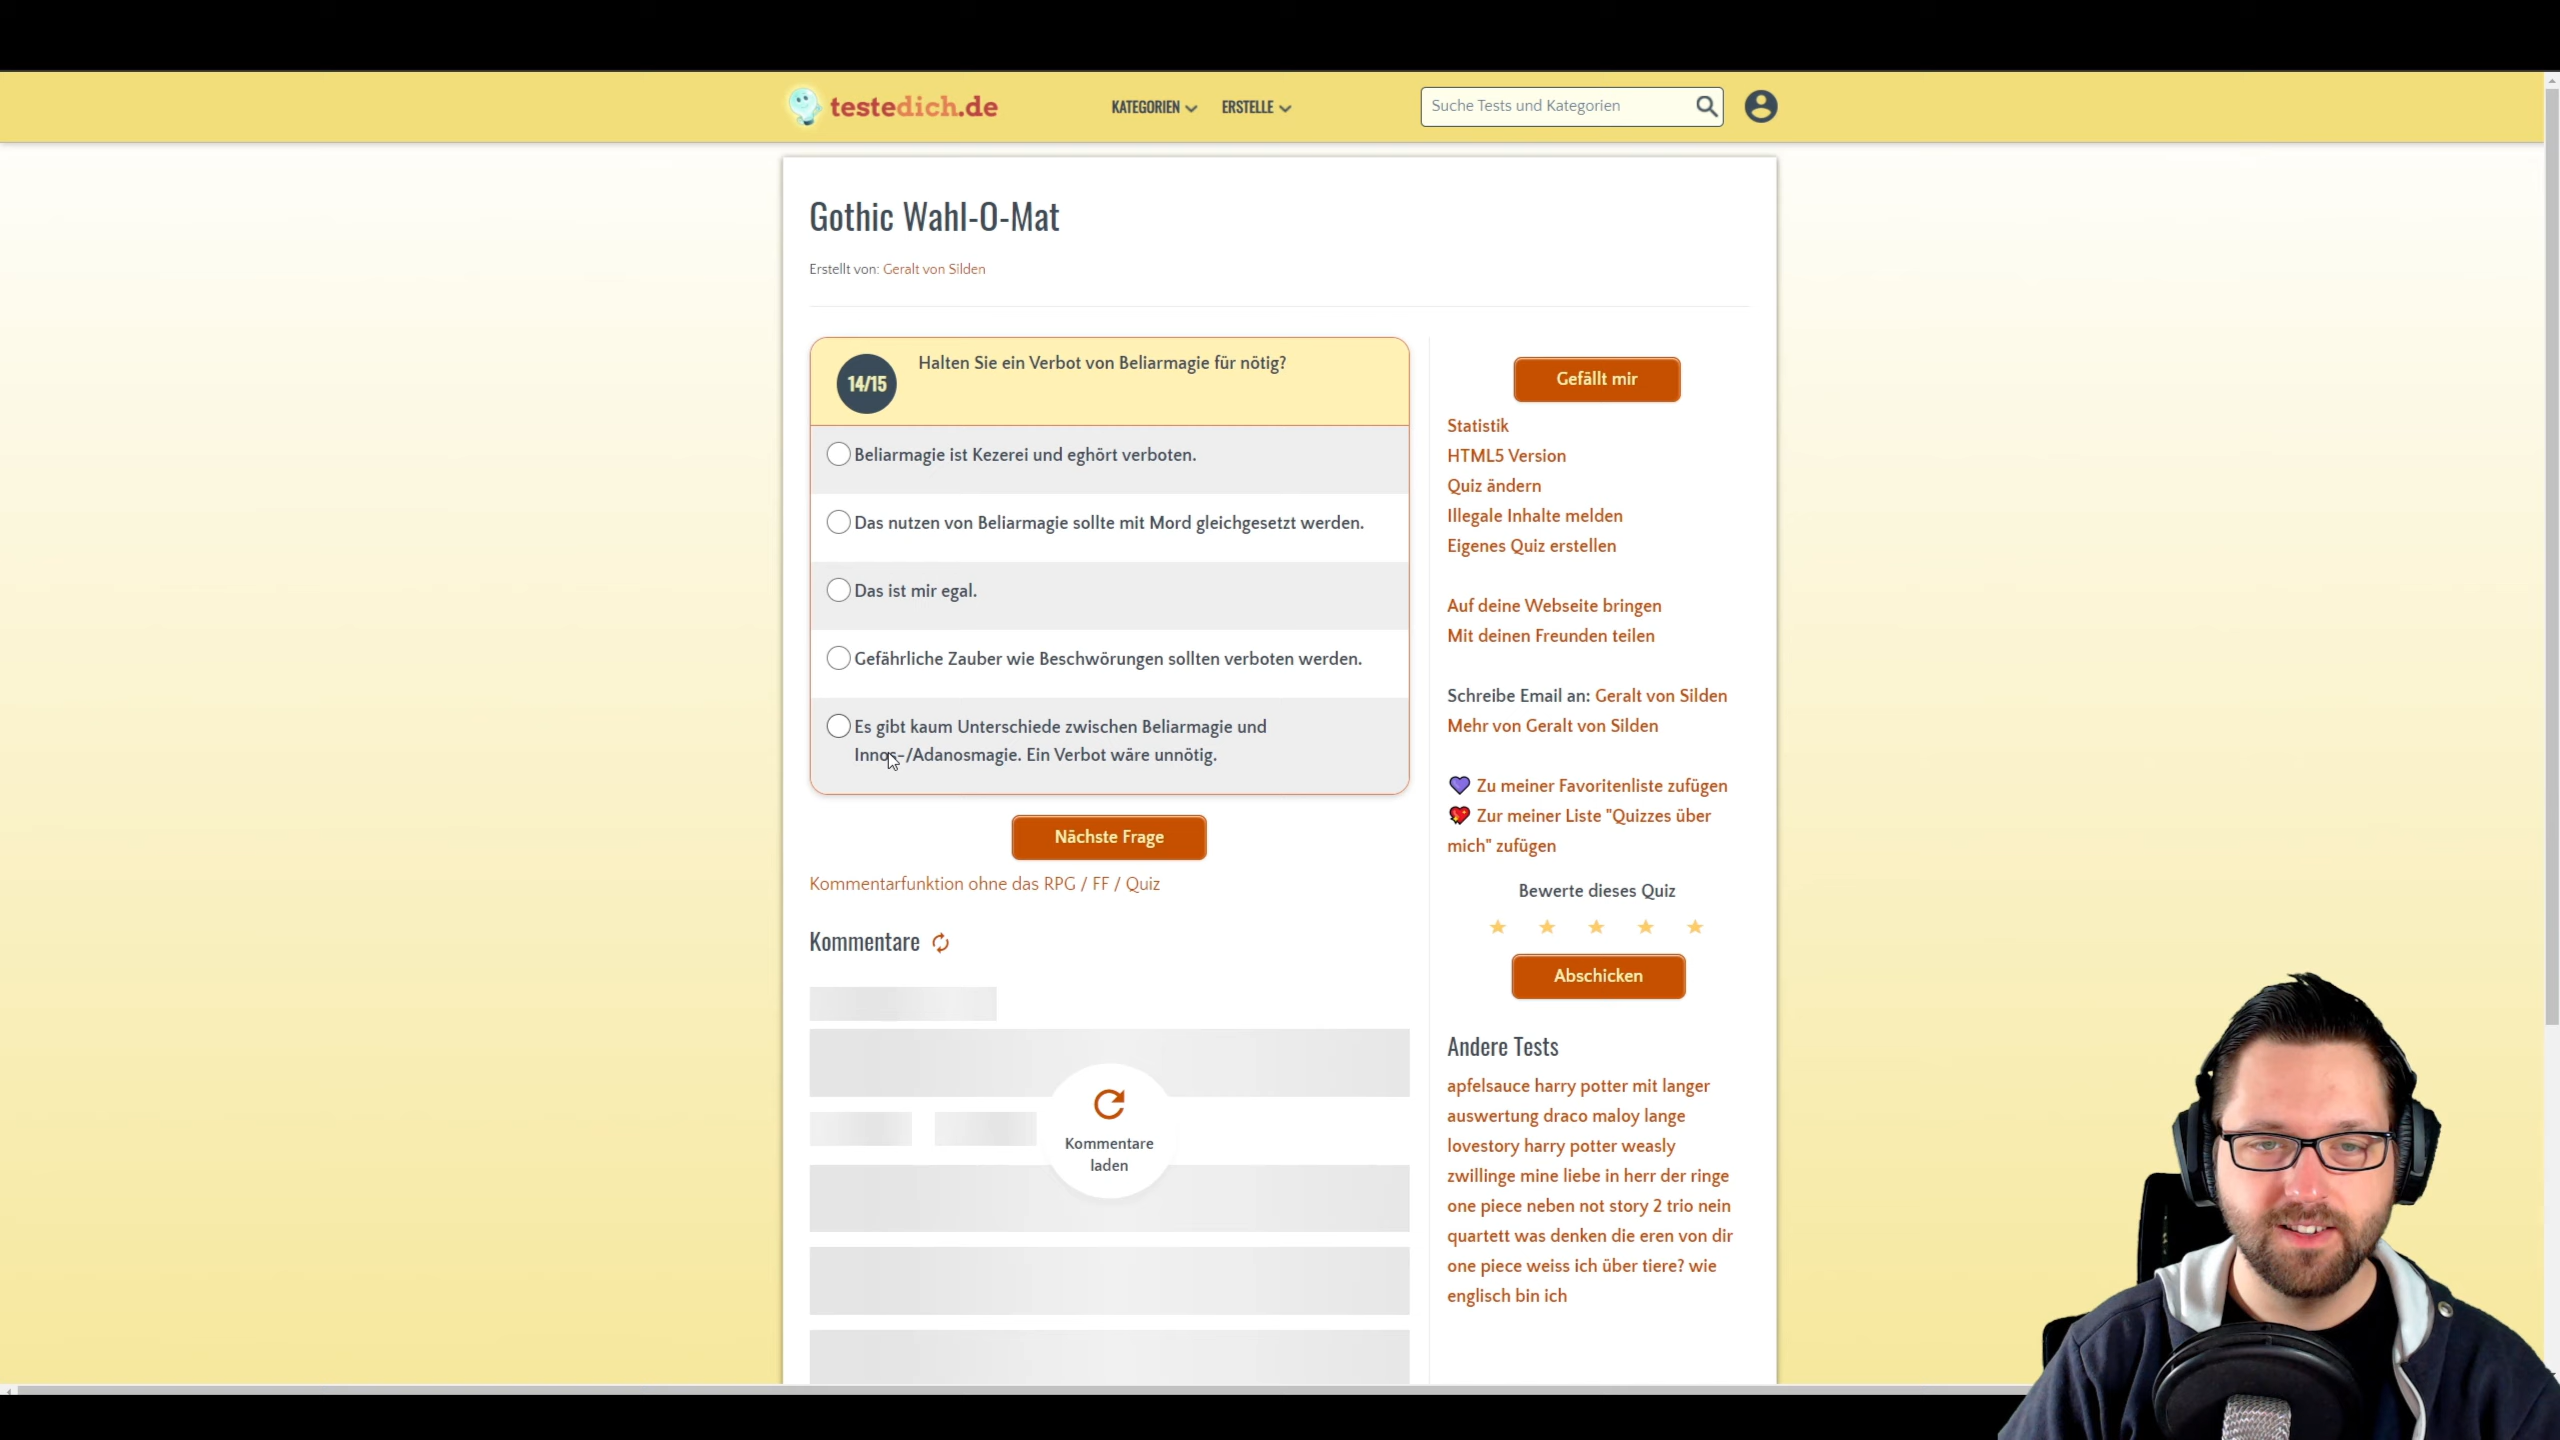 testedich.de
KATEGORIEN
ERSTELLE
Suche Tests und Kategorien
Gothic Wahl-O-Mat
Erstellt von: Geralt von Silden
14/15
Halten Sie ein Verbot von Beliarmagie für nötig?
Beliarmagie ist Kezerei und eghört verboten.
Das nutzen von Beliarmagie sollte mit Mord gleichgesetzt werden.
Das ist mir egal.
Gefährliche Zauber wie Beschwörungen sollten verboten werden.
Es gibt kaum Unterschiede zwischen Beliarmagie und
Innos-/Adanosmagie. Ein Verbot wäre unnötig.
Nächste Frage
Kommentarfunktion ohne das RPG / FF / Quiz
Kommentare
Kommentare
laden
Gefällt mir
Statistik
HTML5 Version
Quiz ändern
Illegale Inhalte melden
Eigenes Quiz erstellen
Auf deine Webseite bringen
Mit deinen Freunden teilen
Schreibe Email an: Geralt von Silden
Mehr von Geralt von Silden
Zu meiner Favoritenliste zufügen
Zur meiner Liste "Quizzes über
mich" zufügen
Bewerte dieses Quiz
Abschicken
Andere Tests
apfelsauce harry potter mit langer
auswertung draco maloy lange
lovestory harry potter weasly
zwillinge mine liebe in herr der ringe
one piece neben not story 2 trio nein
quartett was denken die eren von dir
one piece weiss ich über tiere? wie
englisch bin ich